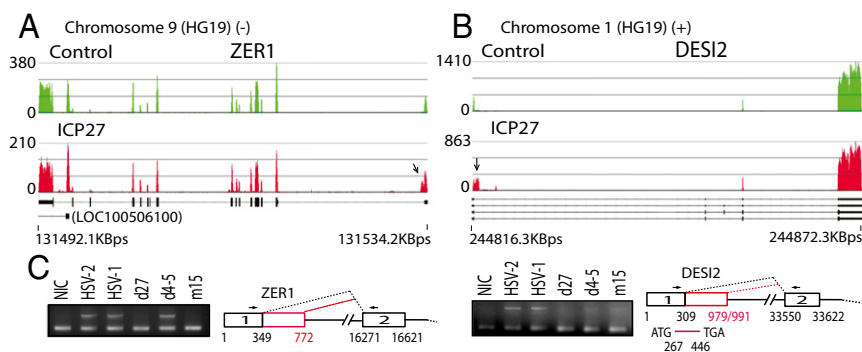 A
Chromosome 9 (HG19) (-)
Control
ZER1
380
0
ICP27
210
0
(LOC100506100)
131492.1KBps
131534.2KBps
B
Chromosome 1 (HG19) (+)
Control
DESI2
1410
0
ICP27
863
0
244816.3KBps
244872.3KBps
C
NIC
HSV-2
HSV-1
d27
d4-5
m15
ZER1
1
2
1
349
772
16271
16621
NIC
HSV-2
HSV-1
d27
d4-5
m15
DESI2
1
2
1
309
979/991
33550
33622
ATG
TGA
267
446